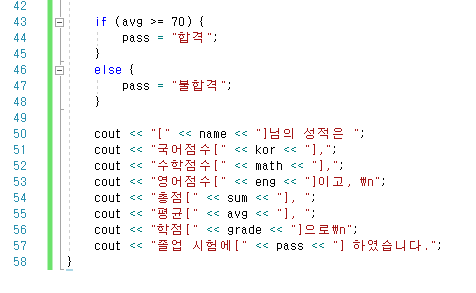 42
43 if (avg >= 70) {
44 pass = "합격";
45 }
46 else {
47 pass = "불합격";
48 }
49
50 cout << "[" << name << "]님의 성적은 ";
51 cout << "국어점수[" << kor << "],";
52 cout << "수학점수[" << math << "],";
53 cout << "영어점수[" << eng << "]이고, ₩n";
54 cout << "총점[" << sum << "], ";
55 cout << "평균[" << avg << "], ";
56 cout << "학점[" << grade << "]으로₩n";
57 cout << "졸업 시험에[" << pass << "] 하였습니다.";
58 }